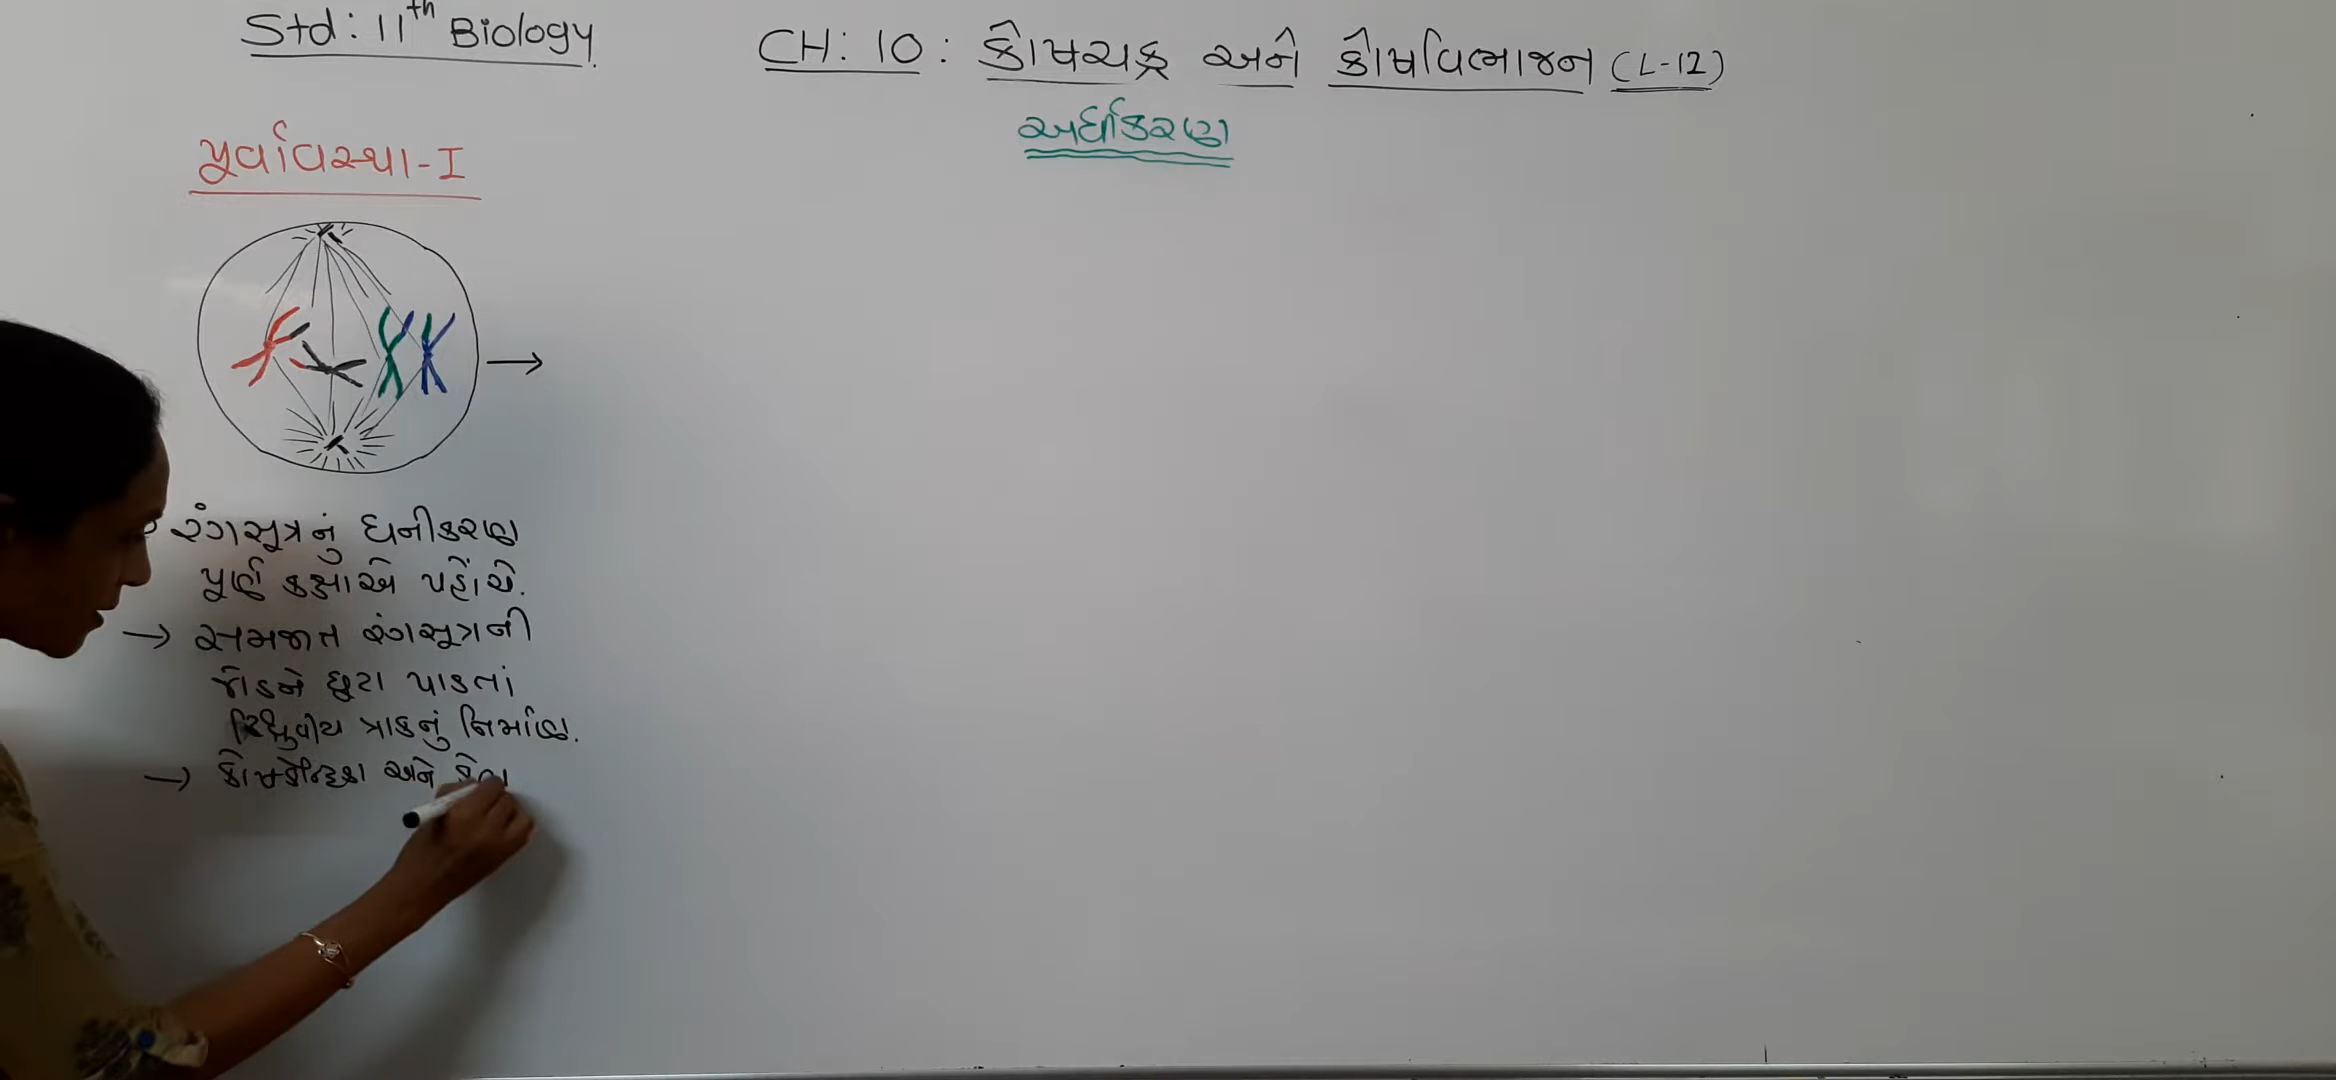 Std: 11th Biology
CH: 10: કોષચક્ર અને કોષવિભાજન (L-12)
અર્ધીકરણ
પૂર્વાવસ્થા-I
રંગસૂત્રનું ઘનીકરણ
પૂર્ણ કક્ષાએ પહોંચે.
→ સમજાત રંગસૂત્રની
જોડને છુટા પાડતાં
દ્વિધ્રુવીય ત્રાકનું નિર્માણ.
→ કોષકેન્દ્રિકા અને